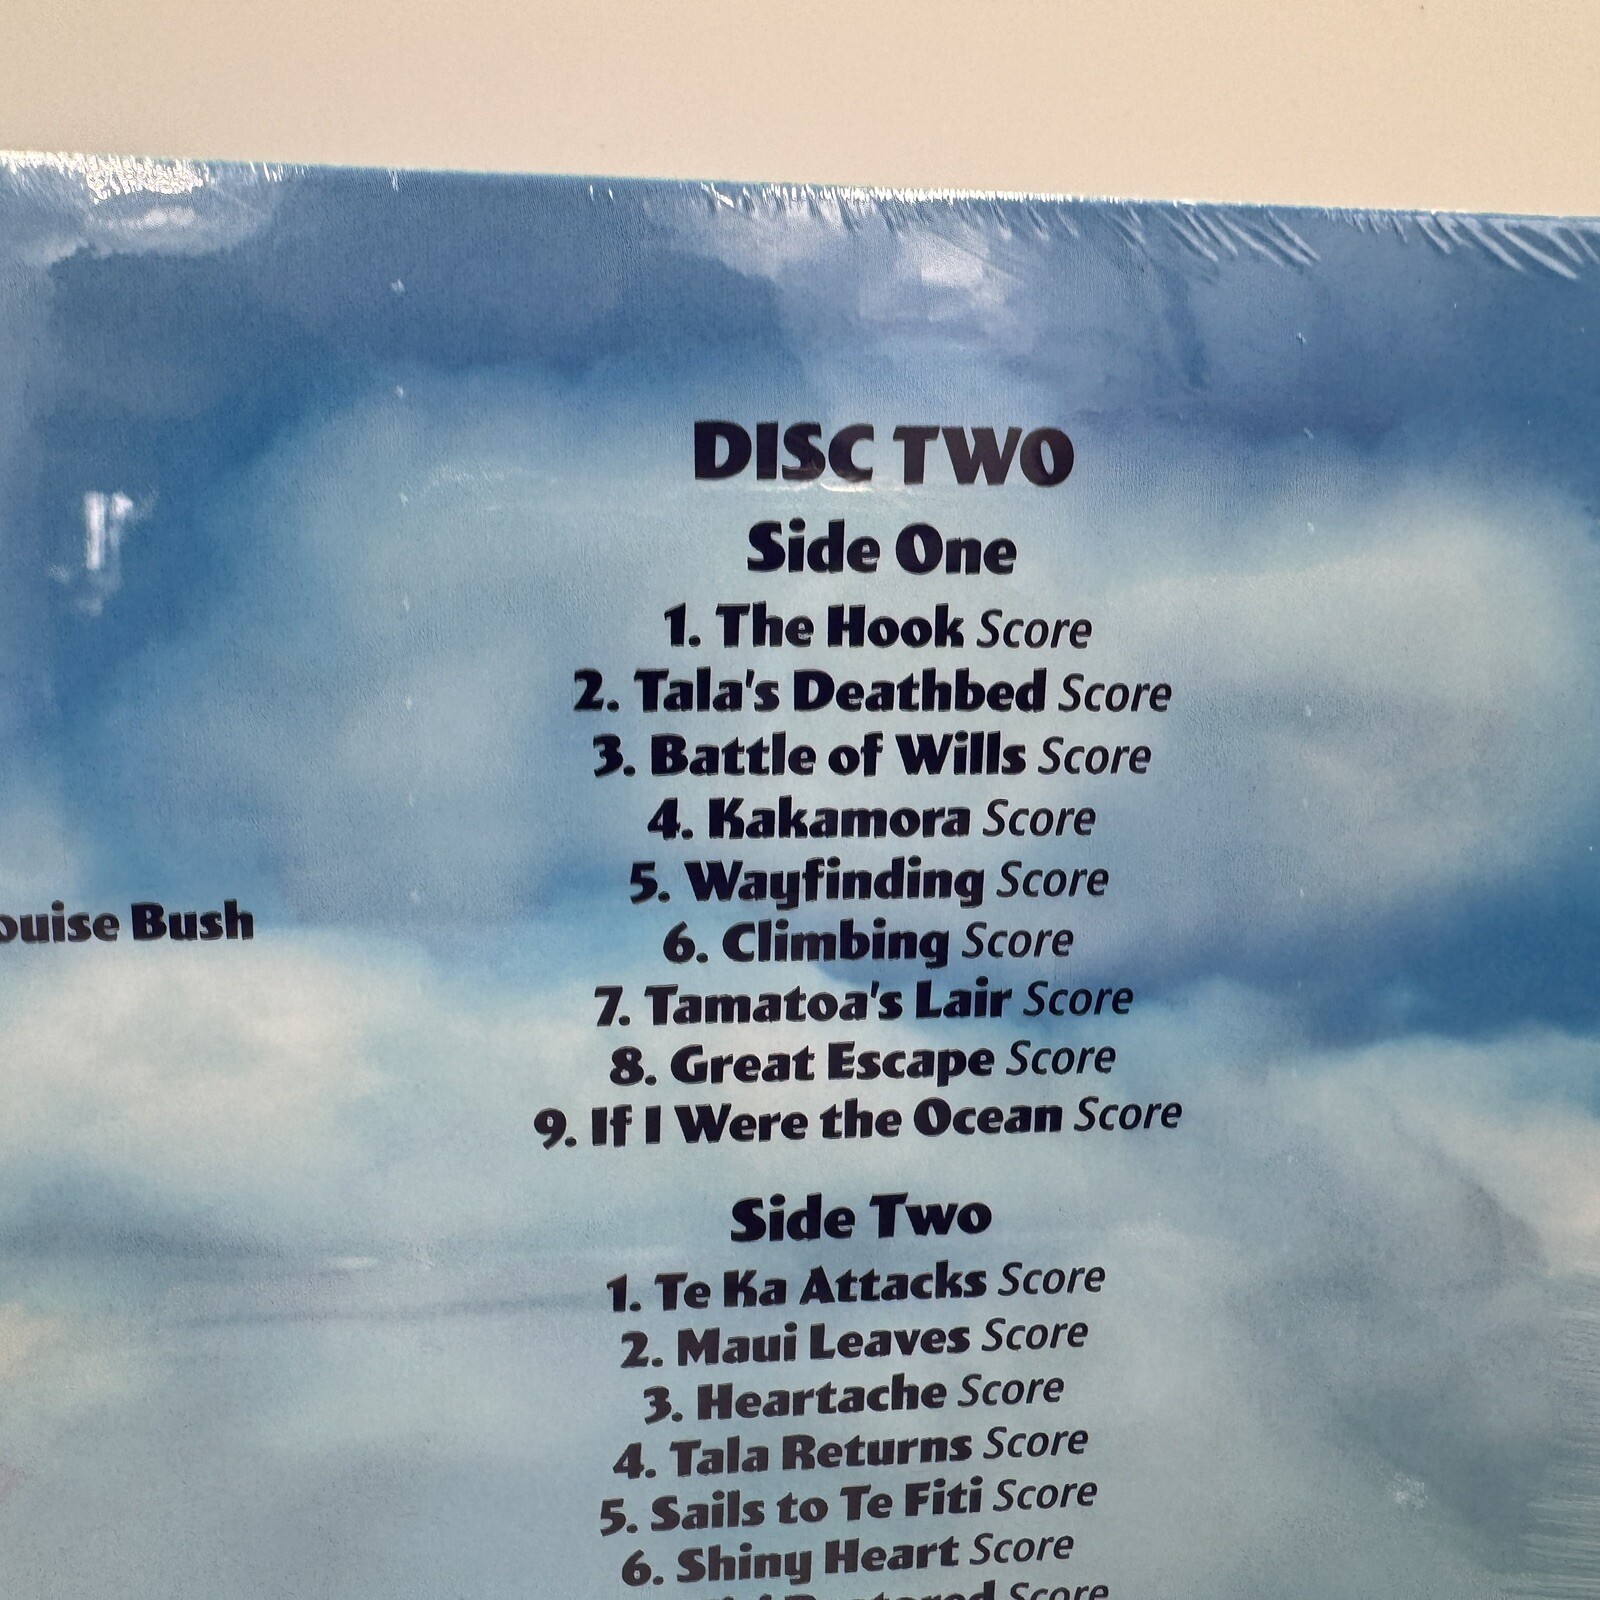 DISC TWO
Side One
1. The Hook Score
2. Tala's Deathbed Score
3. Battle of Wills Score
4. Kakamora Score
5. Wayfinding Score
ouise Bush
6. Climbing Score
7. Tamatoa's Lair Score
8. Great Escape Score
9. If I Were the Ocean Score
Side Two
1. Te Ka Attacks Score
2. Maui Leaves Score
3. Heartache Score
4. Tala Returns Score
5. Sails to Te Fiti Score
6. Shiny Heart Score
Score